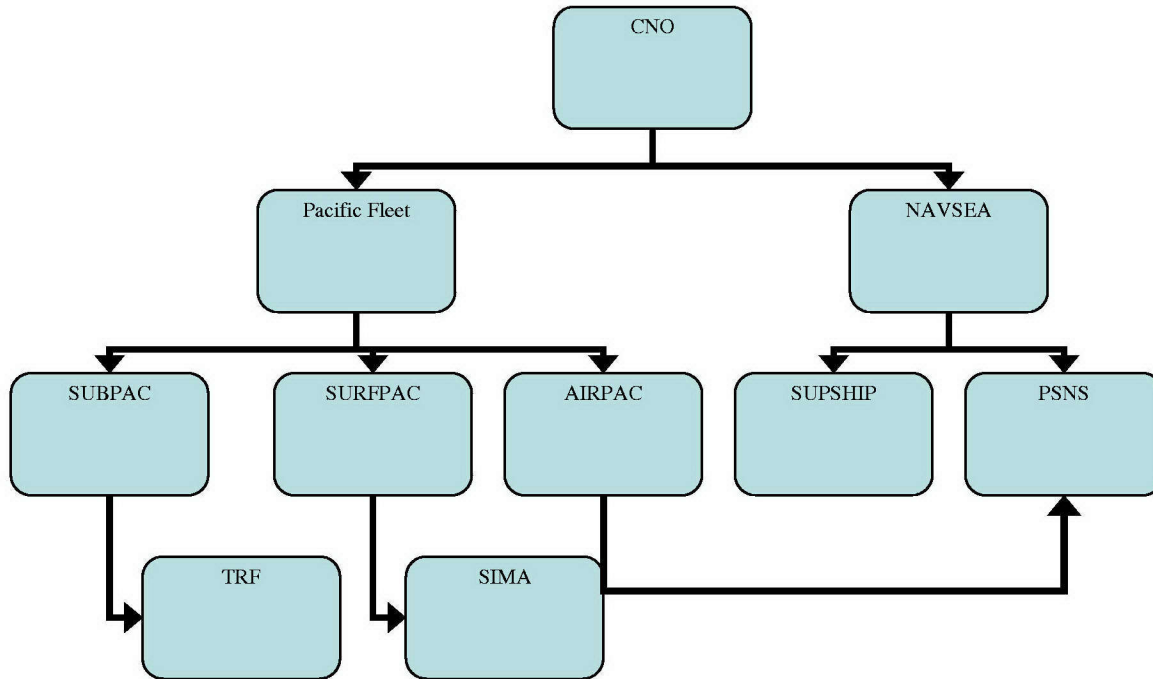 CNO
Pacific Fleet
NAVSEA
SUBPAC
SURFPAC
AIRPAC
SUPSHIP
PSNS
TRF
SIMA